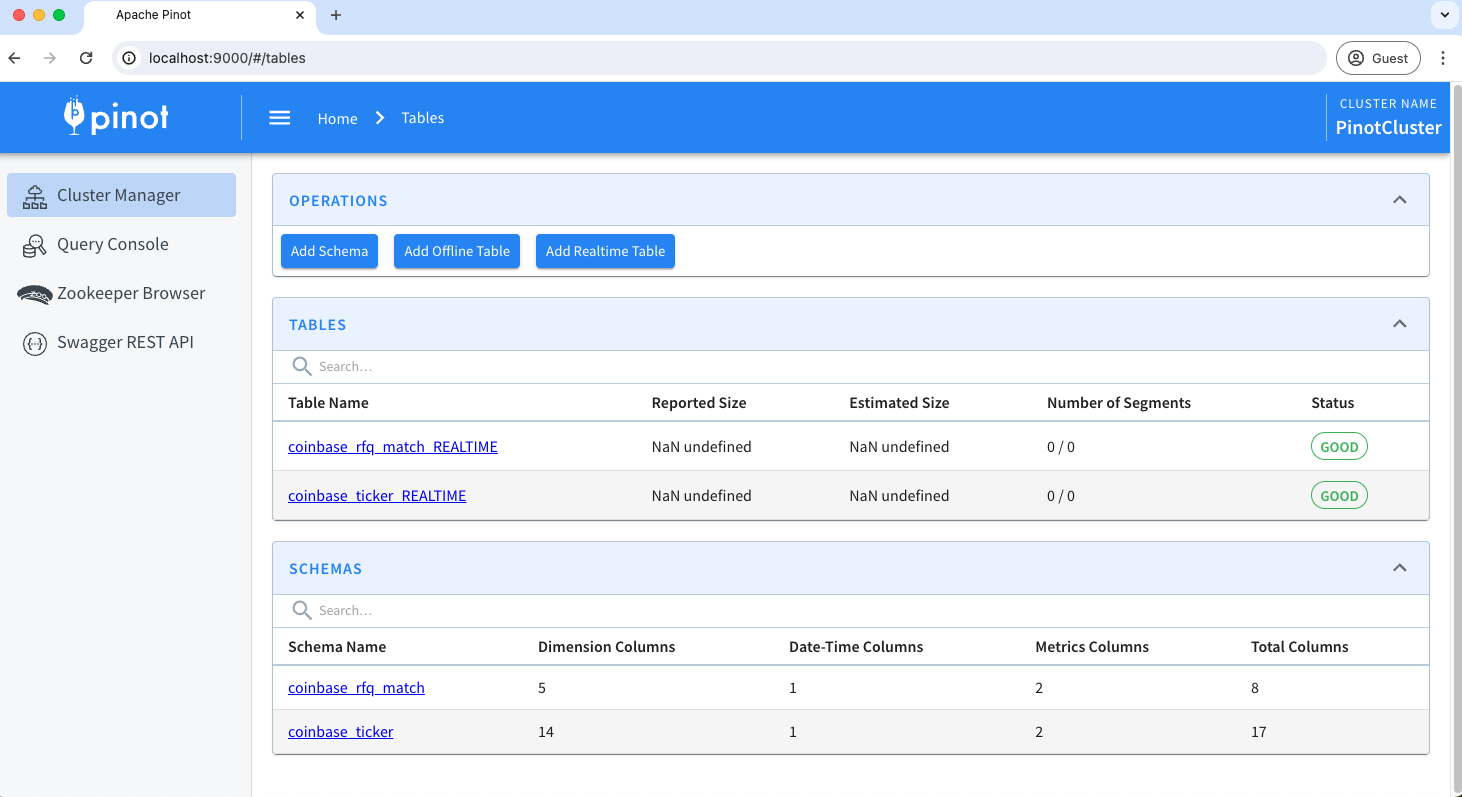 Apache Pinot
localhost:9000/#/tables
Guest
pinot
Home
Tables
CLUSTER NAME
PinotCluster
Cluster Manager
Query Console
Zookeeper Browser
Swagger REST API
OPERATIONS
Add Schema Add Offline Table Add Realtime Table
TABLES
Search…
Table Name Reported Size Estimated Size Number of Segments Status
coinbase_rfq_match_REALTIME NaN undefined NaN undefined 0 / 0 GOOD
coinbase_ticker_REALTIME NaN undefined NaN undefined 0 / 0 GOOD
SCHEMAS
Search…
Schema Name Dimension Columns Date-Time Columns Metrics Columns Total Columns
coinbase_rfq_match 5 1 2 8
coinbase_ticker 14 1 2 17